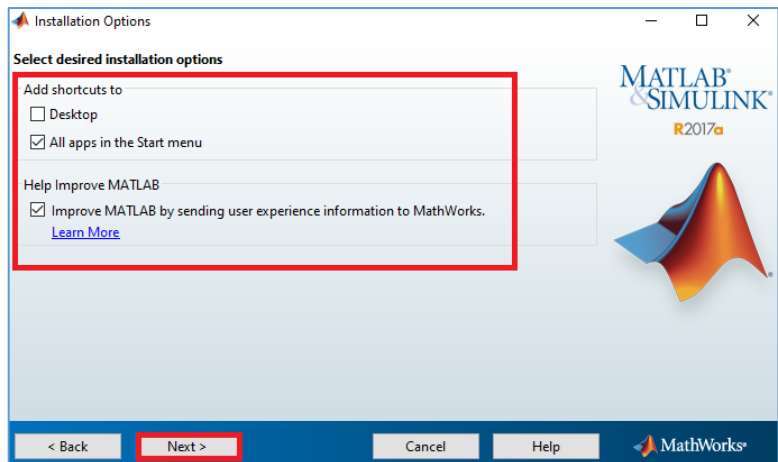 Installation Options
Select desired installation options
Add shortcuts to
Desktop
All apps in the Start menu
Help Improve MATLAB
Improve MATLAB by sending user experience information to MathWorks.
Learn More
MATLAB®
&SIMULINK®
R2017a
< Back
Next >
Cancel
Help
MathWorks®